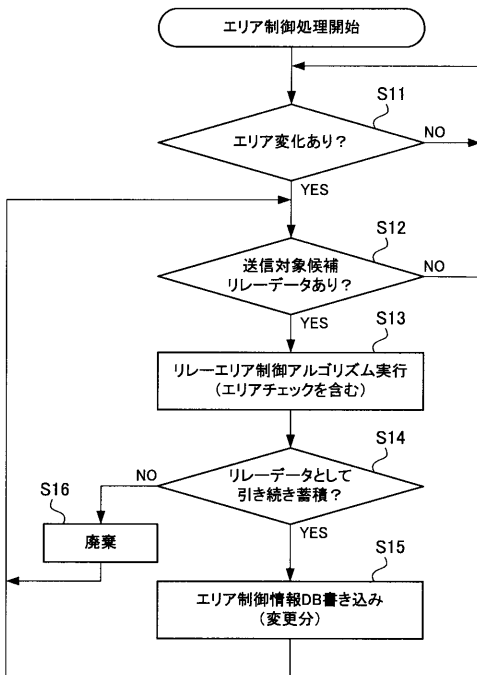 エリア制御処理開始
S11
エリア変化あり？
NO
YES
S12
送信対象候補
リレーデータあり？
NO
YES
S13
リレーエリア制御アルゴリズム実行
（エリアチェックを含む）
S14
リレーデータとして
引き続き蓄積？
NO
YES
S16
廃棄
S15
エリア制御情報DB書き込み
（変更分）